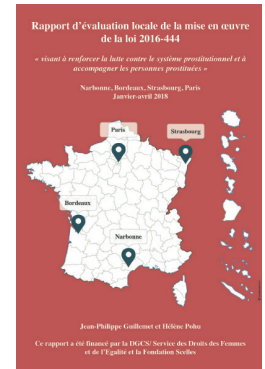 Rapport d'évaluation locale de la mise en œuvre
de la loi 2016-444
« visant à renforcer la lutte contre le système prostitutionnel et à
accompagner les personnes prostituées »
Narbonne, Bordeaux, Strasbourg, Paris
Janvier-avril 2018
Paris
Strasbourg
Bordeaux
Narbonne
Jean-Philippe Guillemet et Hélène Pohu
Ce rapport a été financé par la DGCS/ Service des Droits des Femmes
et de l'Egalité et la Fondation Scelles